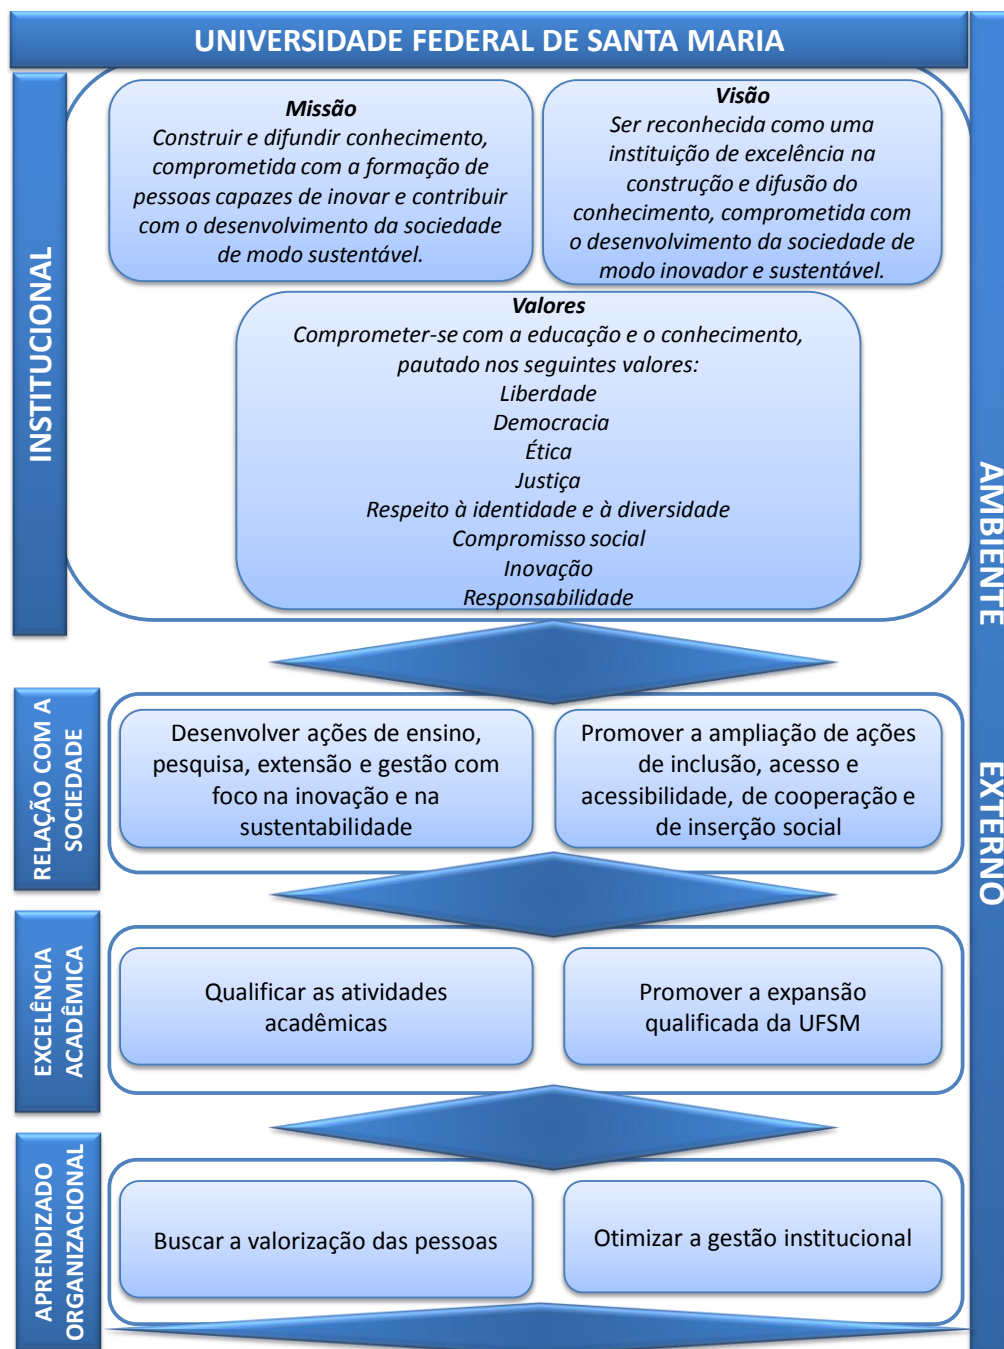 UNIVERSIDADE FEDERAL DE SANTA MARIA
INSTITUCIONAL
Missão
Construir e difundir conhecimento,
comprometida com a formação de
pessoas capazes de inovar e contribuir
com o desenvolvimento da sociedade
de modo sustentável.
Visão
Ser reconhecida como uma
instituição de excelência na
construção e difusão do
conhecimento, comprometida com
o desenvolvimento da sociedade de
modo inovador e sustentável.
Valores
Comprometer-se com a educação e o conhecimento,
pautado nos seguintes valores:
Liberdade
Democracia
Ética
Justiça
Respeito à identidade e à diversidade
Compromisso social
Inovação
Responsabilidade
AMBIENTE EXTERNO
RELAÇÃO COM A
SOCIEDADE
Desenvolver ações de ensino,
pesquisa, extensão e gestão com
foco na inovação e na
sustentabilidade
Promover a ampliação de ações
de inclusão, acesso e
acessibilidade, de cooperação e
de inserção social
EXCELÊNCIA
ACADÊMICA
Qualificar as atividades
acadêmicas
Promover a expansão
qualificada da UFSM
APRENDIZADO
ORGANIZACIONAL
Buscar a valorização das pessoas
Otimizar a gestão institucional